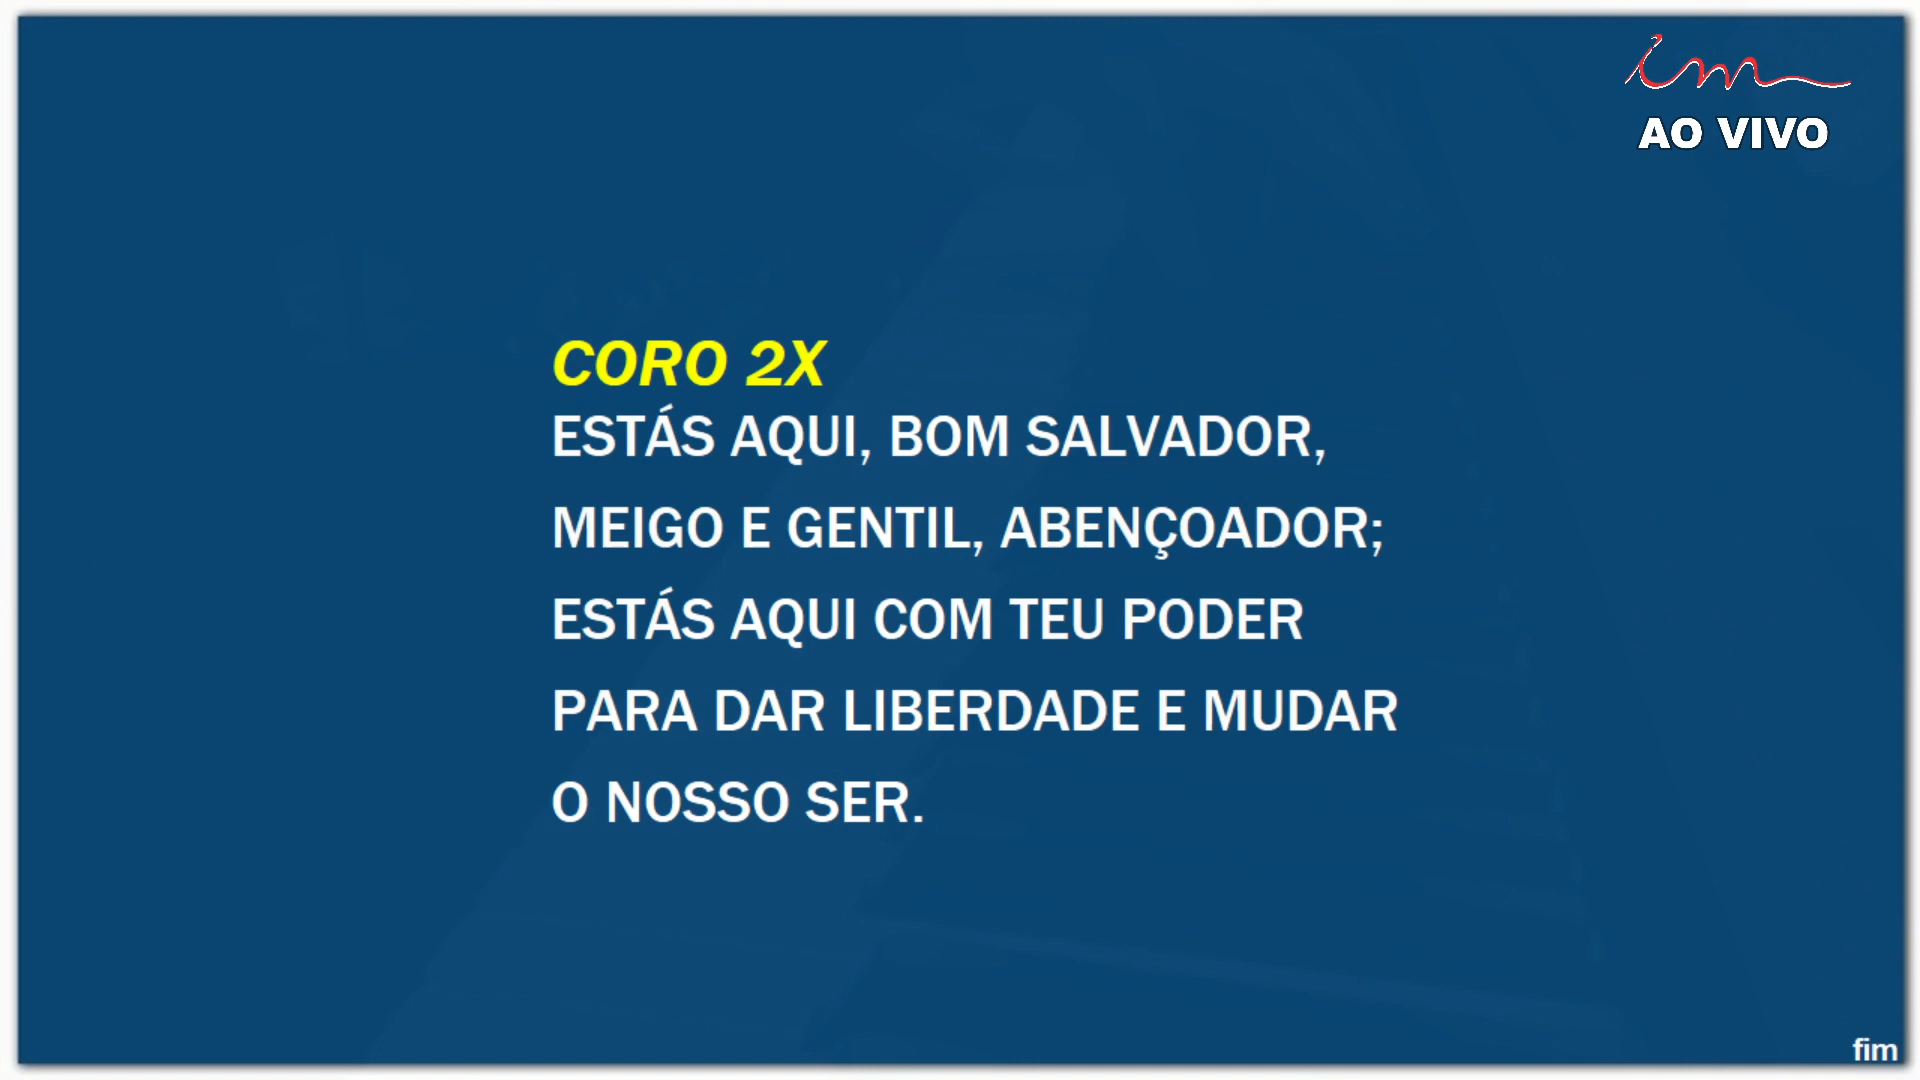 im
AO VIVO
CORO 2X
ESTÁS AQUI, BOM SALVADOR,
MEIGO E GENTIL, ABENÇOADOR;
ESTÁS AQUI COM TEU PODER
PARA DAR LIBERDADE E MUDAR
O NOSSO SER.
fim